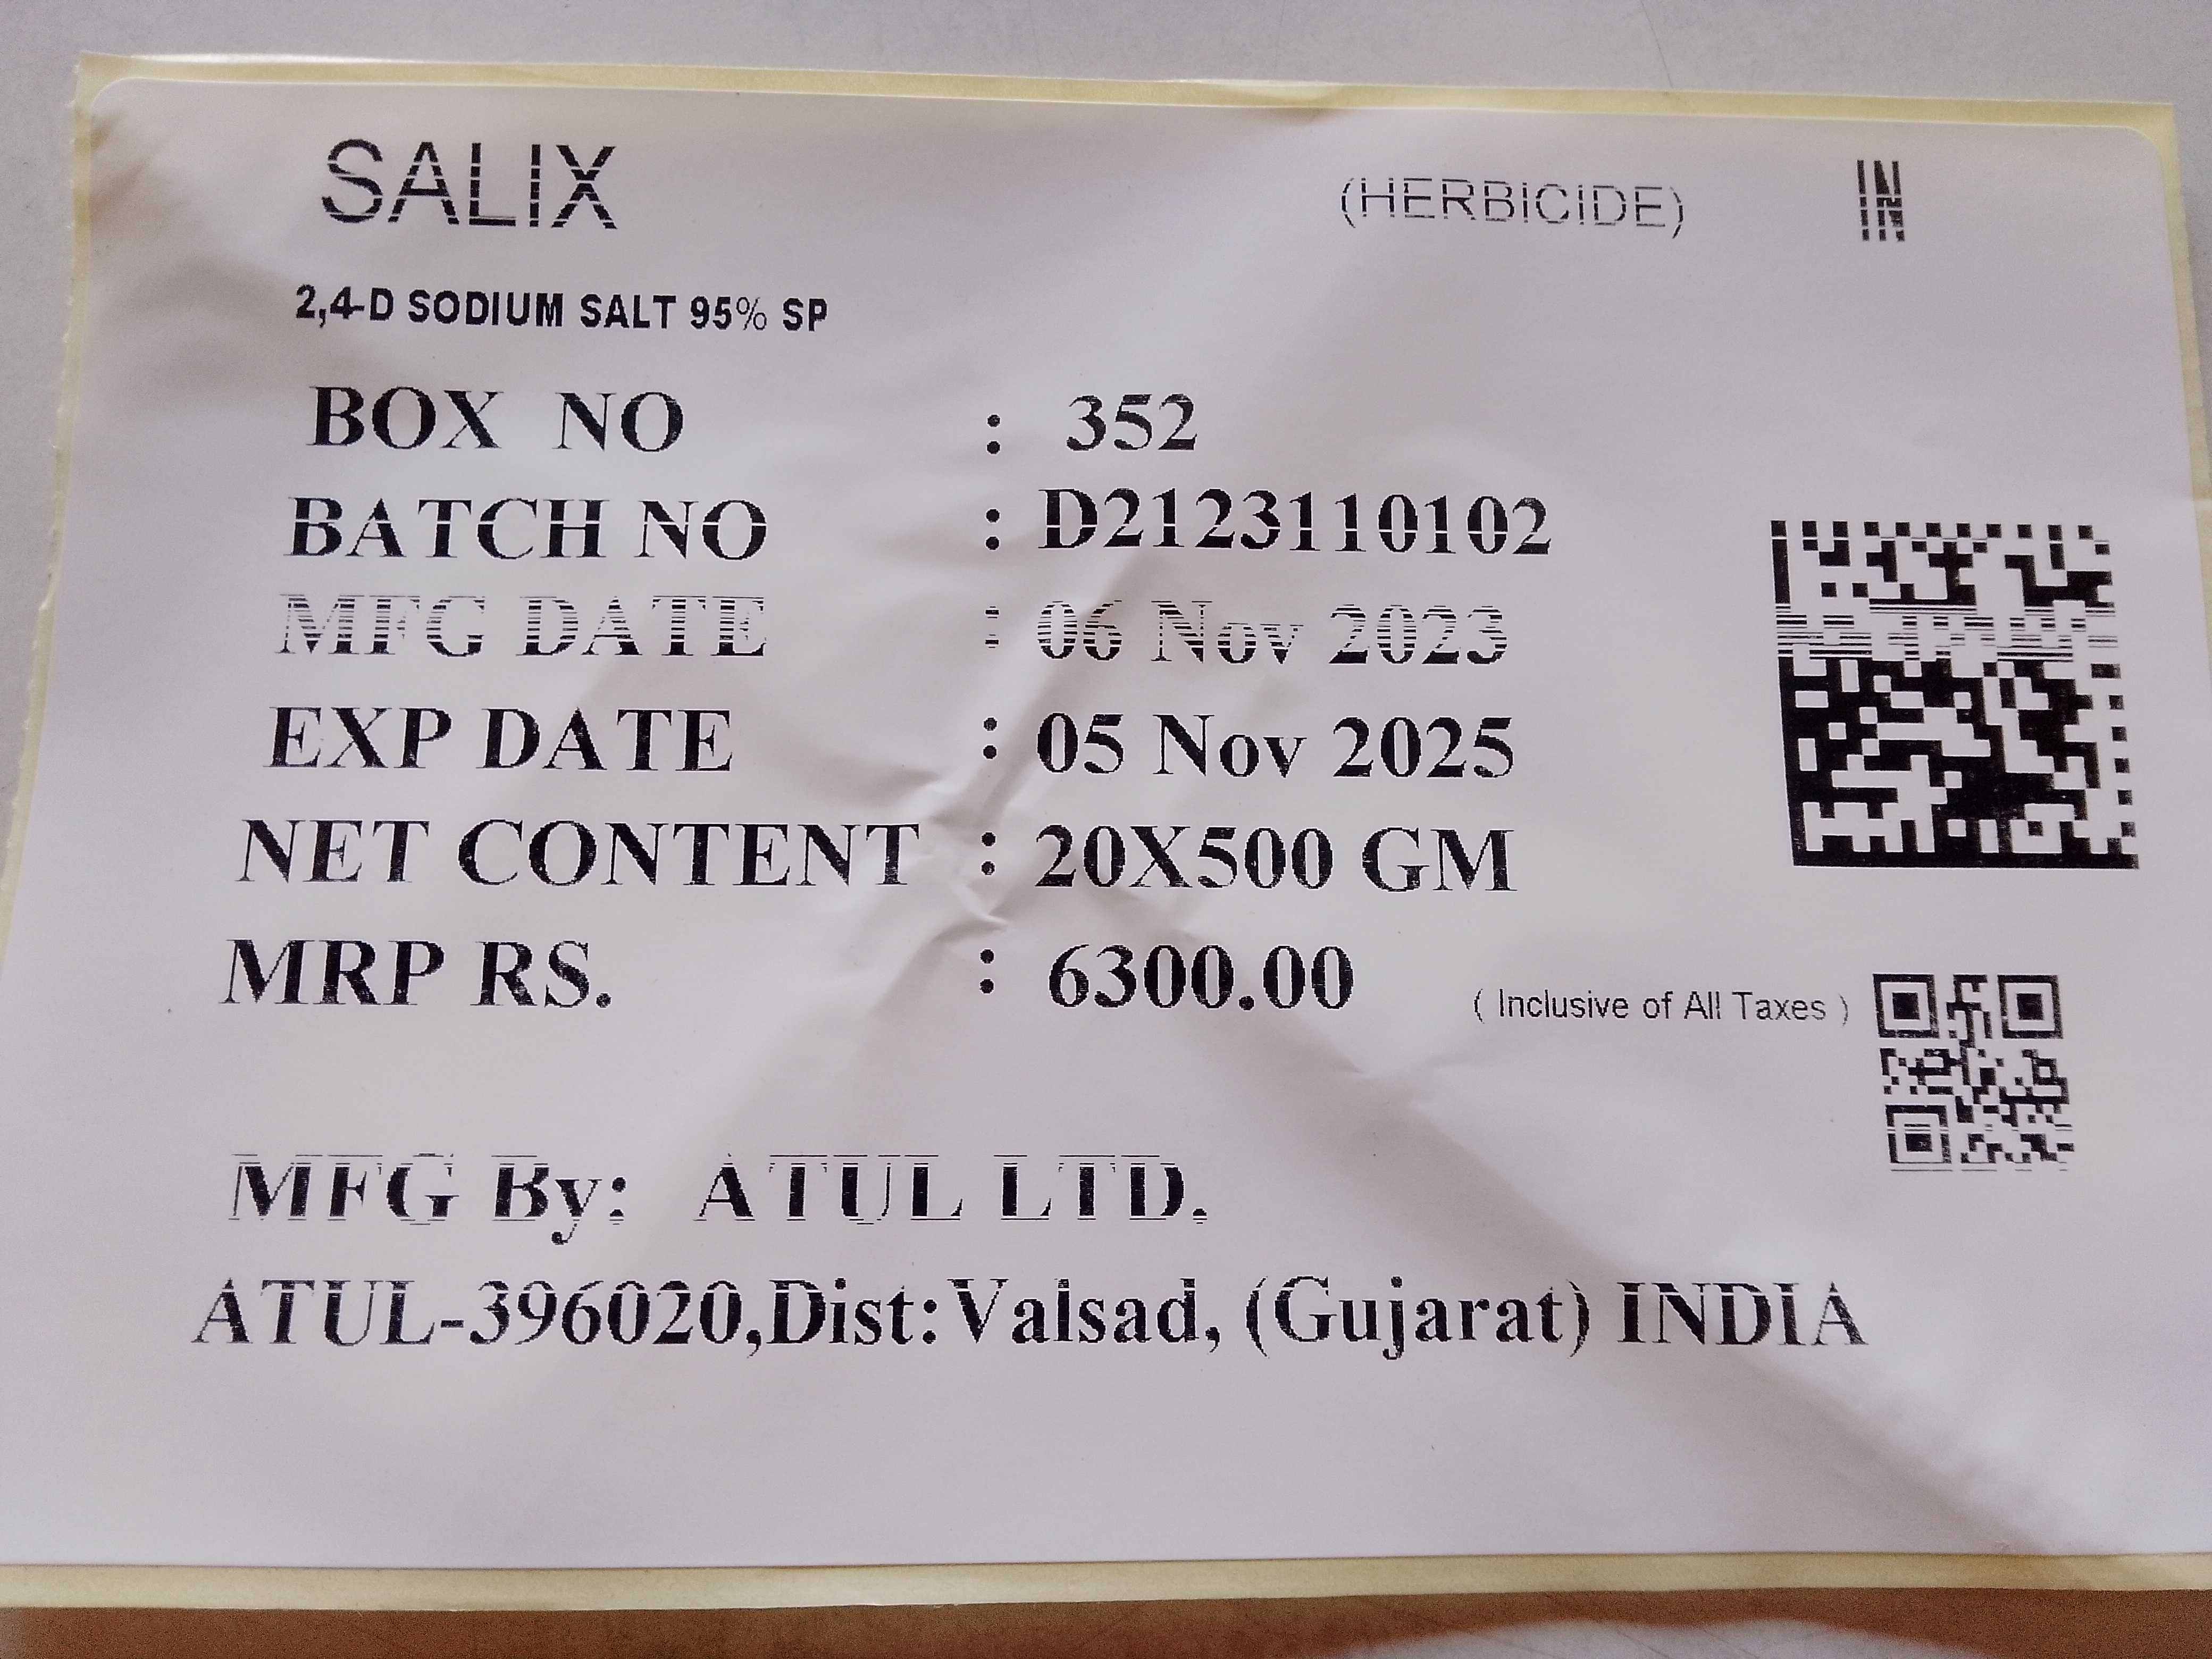 SALIX (HERBICIDE) IN
2,4-D SODIUM SALT 95% SP
BOX NO : 352
BATCH NO : D2123110102
MFG DATE : 06 Nov 2023
EXP DATE : 05 Nov 2025
NET CONTENT : 20X500 GM
MRP RS. : 6300.00 ( Inclusive of All Taxes )
MFG By: ATUL LTD.
ATUL-396020,Dist:Valsad, (Gujarat) INDIA